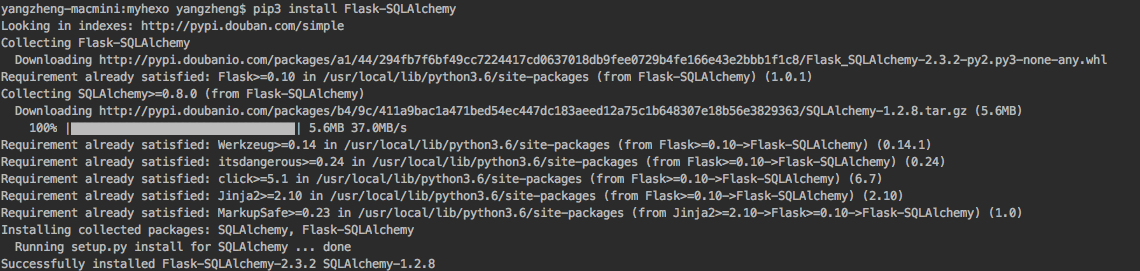 yangzheng-macmini:myhexo yangzheng$ pip3 install Flask-SQLAlchemy
Looking in indexes: http://pypi.douban.com/simple
Collecting Flask-SQLAlchemy
  Downloading http://pypi.doubanio.com/packages/a1/44/294fb7f6bf49cc7224417cd0637018db9fee0729b4fe166e43e2bbb1f1c8/Flask_SQLAlchemy-2.3.2-py2.py3-none-any.whl
Requirement already satisfied: Flask>=0.10 in /usr/local/lib/python3.6/site-packages (from Flask-SQLAlchemy) (1.0.1)
Collecting SQLAlchemy>=0.8.0 (from Flask-SQLAlchemy)
  Downloading http://pypi.doubanio.com/packages/b4/9c/411a9bac1a471bed54ec447dc183aeed12a75c1b648307e18b56e3829363/SQLAlchemy-1.2.8.tar.gz (5.6MB)
    100% |████████████████████████████████| 5.6MB 37.0MB/s
Requirement already satisfied: Werkzeug>=0.14 in /usr/local/lib/python3.6/site-packages (from Flask>=0.10->Flask-SQLAlchemy) (0.14.1)
Requirement already satisfied: itsdangerous>=0.24 in /usr/local/lib/python3.6/site-packages (from Flask>=0.10->Flask-SQLAlchemy) (0.24)
Requirement already satisfied: click>=5.1 in /usr/local/lib/python3.6/site-packages (from Flask>=0.10->Flask-SQLAlchemy) (6.7)
Requirement already satisfied: Jinja2>=2.10 in /usr/local/lib/python3.6/site-packages (from Flask>=0.10->Flask-SQLAlchemy) (2.10)
Requirement already satisfied: MarkupSafe>=0.23 in /usr/local/lib/python3.6/site-packages (from Jinja2>=2.10->Flask>=0.10->Flask-SQLAlchemy) (1.0)
Installing collected packages: SQLAlchemy, Flask-SQLAlchemy
  Running setup.py install for SQLAlchemy ... done
Successfully installed Flask-SQLAlchemy-2.3.2 SQLAlchemy-1.2.8